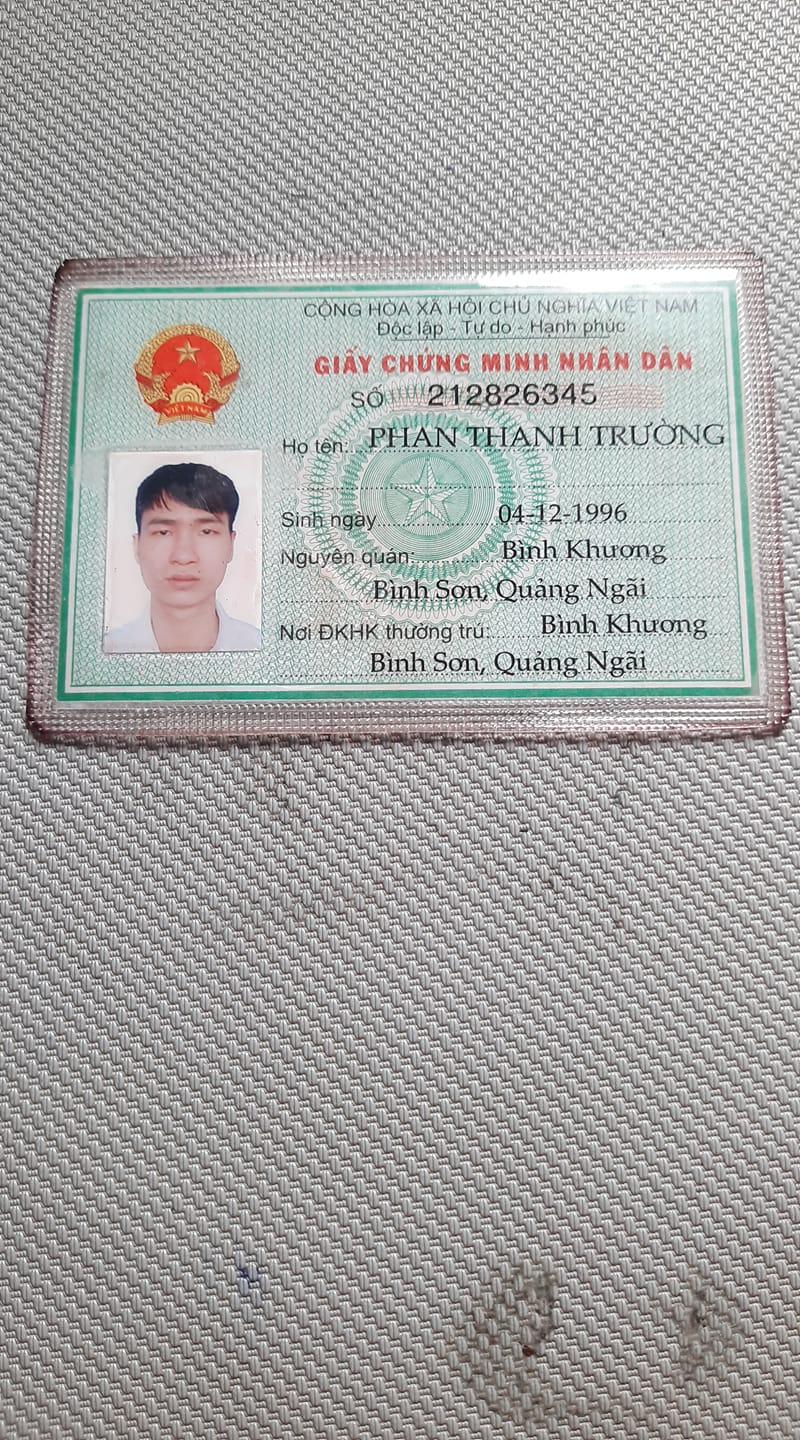 CỘNG HÒA XÃ HỘI CHỦ NGHĨA VIỆT NAM
Độc lập - Tự do - Hạnh phúc
GIẤY CHỨNG MINH NHÂN DÂN
SỐ 212826345
VIỆT NAM
Họ tên: PHAN THANH TRƯỜNG
Sinh ngày 04-12-1996
Nguyên quán: Bình Khương
Bình Sơn, Quảng Ngãi
Nơi ĐKHK thường trú: Bình Khương
Bình Sơn, Quảng Ngãi